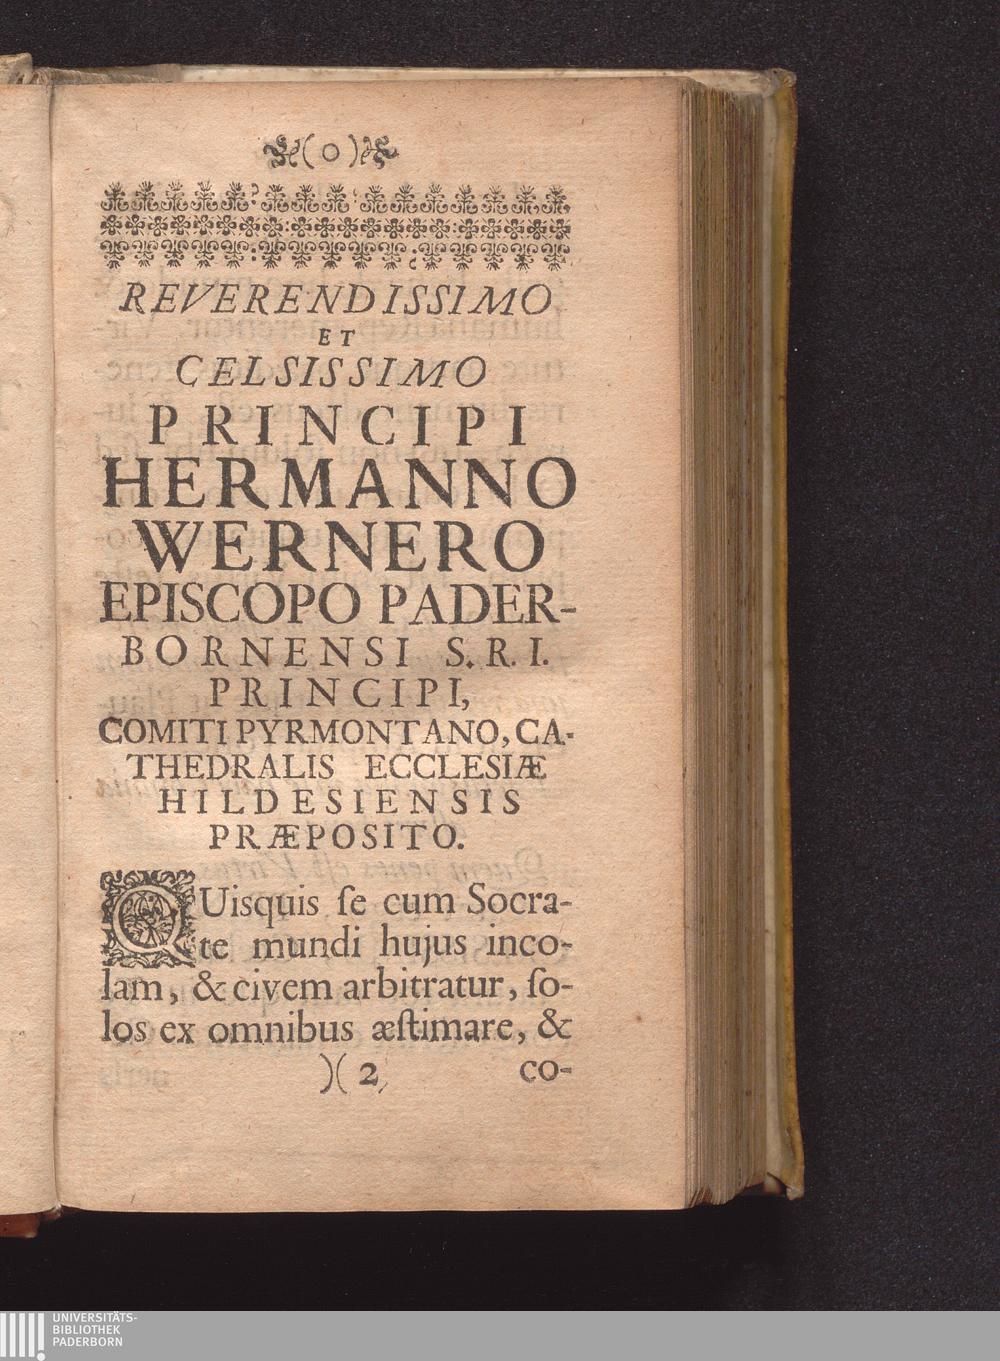 (O)
REVERENDISSIMO
ET
CELSISSIMO
PRINCIPI
HERMANNO
WERNERO
EPISCOPO PADER-
BORNENSI S. R. I.
PRINCIPI,
COMITI PYRMONTANO, CA-
THEDRALIS ECCLESIÆ
HILDESIENSIS
PRÆPOSITO.
QUisquis ſe cum Socra-
te mundi hujus inco-
lam, & civem arbitratur, ſo-
los ex omnibus æſtimare, &
)( 2 co-
UNIVERSITÄTS-
BIBLIOTHEK
PADERBORN